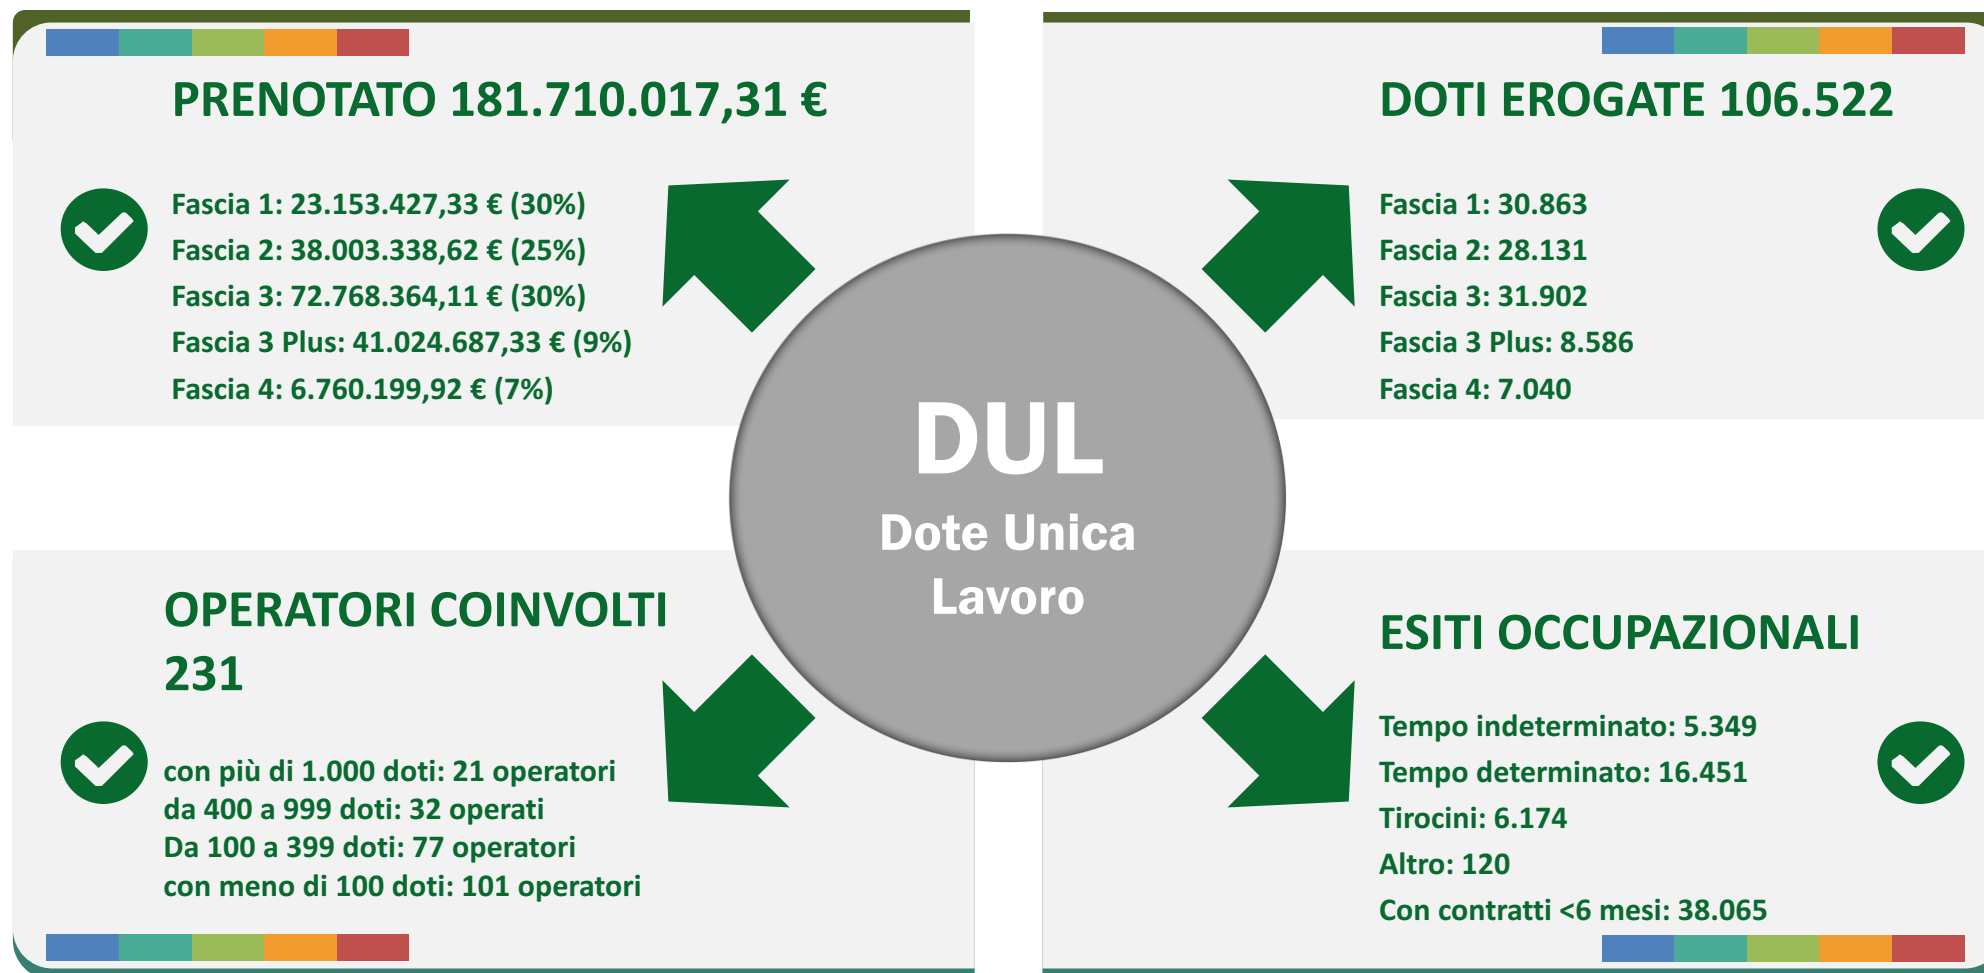 PRENOTATO 181.710.017,31 €
Fascia 1: 23.153.427,33 € (30%)
Fascia 2: 38.003.338,62 € (25%)
Fascia 3: 72.768.364,11 € (30%)
Fascia 3 Plus: 41.024.687,33 € (9%)
Fascia 4: 6.760.199,92 € (7%)
DOTI EROGATE 106.522
Fascia 1: 30.863
Fascia 2: 28.131
Fascia 3: 31.902
Fascia 3 Plus: 8.586
Fascia 4: 7.040
DUL
Dote Unica
Lavoro
OPERATORI COINVOLTI
231
con più di 1.000 doti: 21 operatori
da 400 a 999 doti: 32 operati
Da 100 a 399 doti: 77 operatori
con meno di 100 doti: 101 operatori
ESITI OCCUPAZIONALI
Tempo indeterminato: 5.349
Tempo determinato: 16.451
Tirocini: 6.174
Altro: 120
Con contratti <6 mesi: 38.065